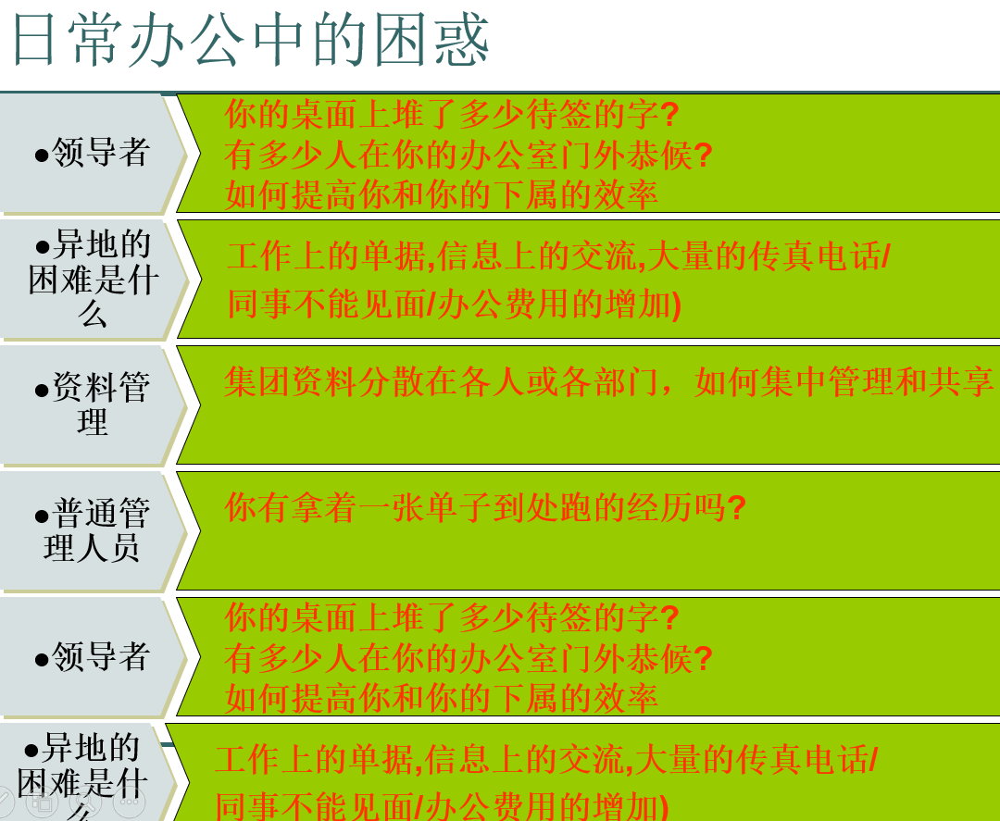 日常办公中的困惑
●领导者
你的桌面上堆了多少待签的字?
有多少人在你的办公室门外恭候?
如何提高你和你的下属的效率
●异地的
困难是什
么
工作上的单据,信息上的交流,大量的传真电话/
同事不能见面/办公费用的增加)
●资料管
理
集团资料分散在各人或各部门，如何集中管理和共享
●普通管
理人员
你有拿着一张单子到处跑的经历吗?
●领导者
你的桌面上堆了多少待签的字?
有多少人在你的办公室门外恭候?
如何提高你和你的下属的效率
●异地的
困难是什
么
工作上的单据,信息上的交流,大量的传真电话/
同事不能见面/办公费用的增加)